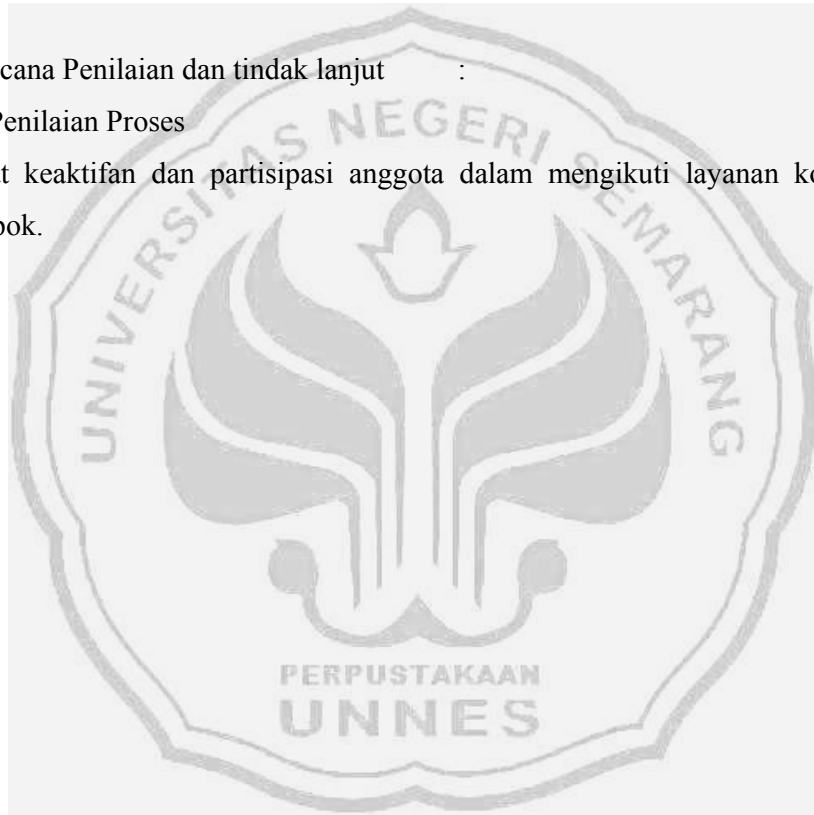 cana Penilaian dan tindak lanjut :
Penilaian Proses
t keaktifan dan partisipasi anggota dalam mengikuti layanan ko
pok.
UNIVERSITAS NEGERI SEMARANG
PERPUSTAKAAN
UNNES